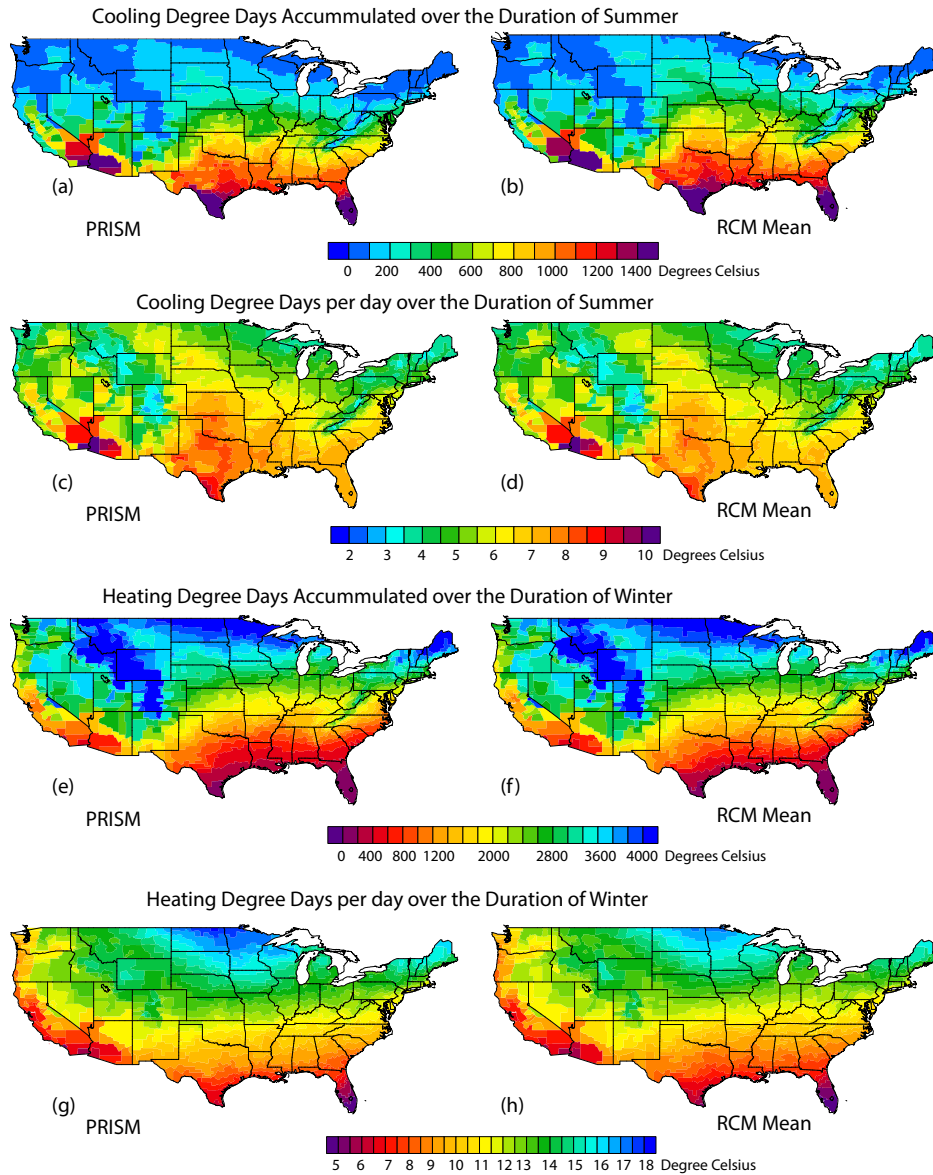 Cooling Degree Days Accummulated over the Duration of Summer
(a)
(b)
PRISM
RCM Mean
0 200 400 600 800 1000 1200 1400 Degrees Celsius
Cooling Degree Days per day over the Duration of Summer
(c)
(d)
PRISM
RCM Mean
2 3 4 5 6 7 8 9 10 Degrees Celsius
Heating Degree Days Accummulated over the Duration of Winter
(e)
(f)
PRISM
RCM Mean
0 400 800 1200 2000 2800 3600 4000 Degrees Celsius
Heating Degree Days per day over the Duration of Winter
(g)
(h)
PRISM
RCM Mean
5 6 7 8 9 10 11 12 13 14 15 16 17 18 Degree Celsius